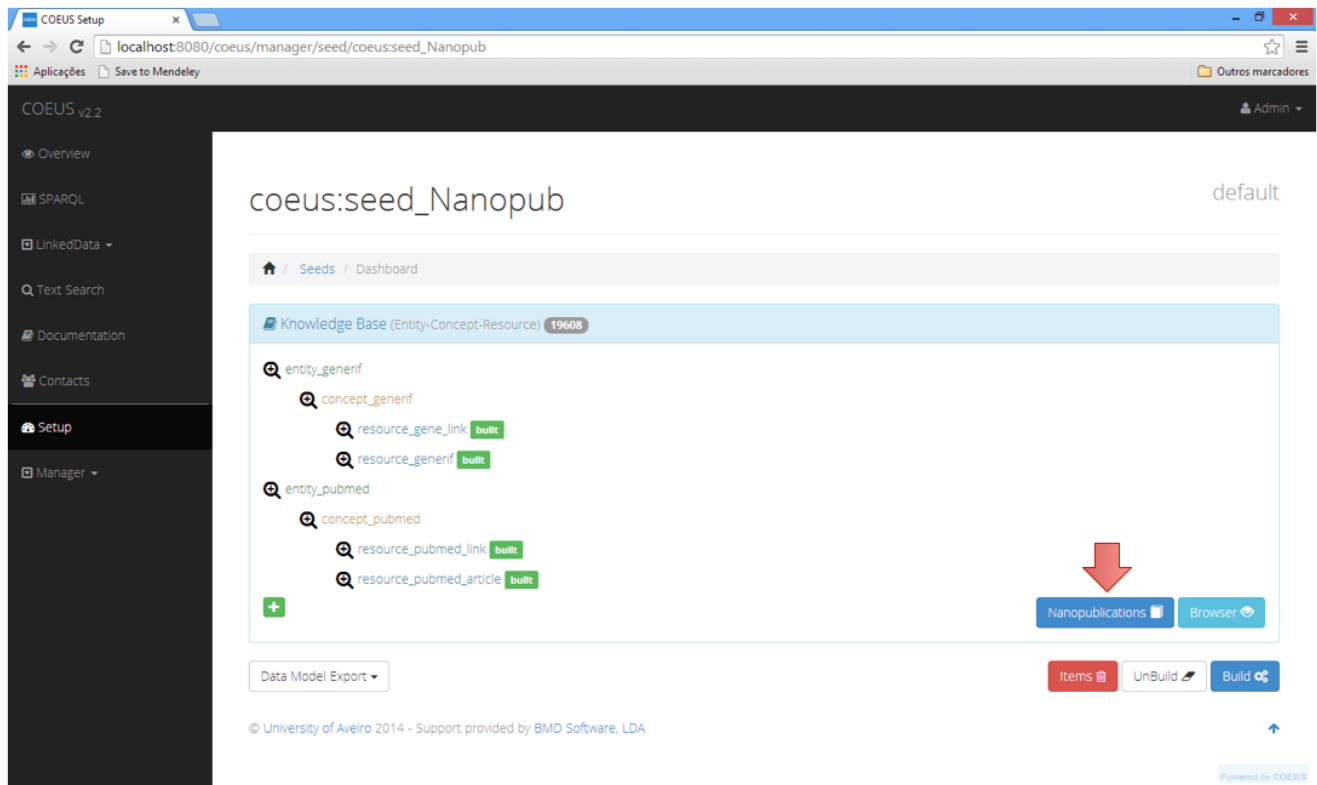 COEUS Setup
localhost:8080/coeus/manager/seed/coeus:seed_Nanopub
Aplicações Save to Mendeley Outros marcadores
COEUS v2.2 Admin
Overview
SPARQL
LinkedData
Text Search
Documentation
Contacts
Setup
Manager
coeus:seed_Nanopub default
/ Seeds / Dashboard
Knowledge Base (Entity-Concept-Resource) 19608
entity_generif
concept_generif
resource_gene_link built
resource_generif built
entity_pubmed
concept_pubmed
resource_pubmed_link built
resource_pubmed_article built
Nanopublications Browser
Data Model Export Items UnBuild Build
© University of Aveiro 2014 - Support provided by BMD Software, LDA
Powered by COEUS